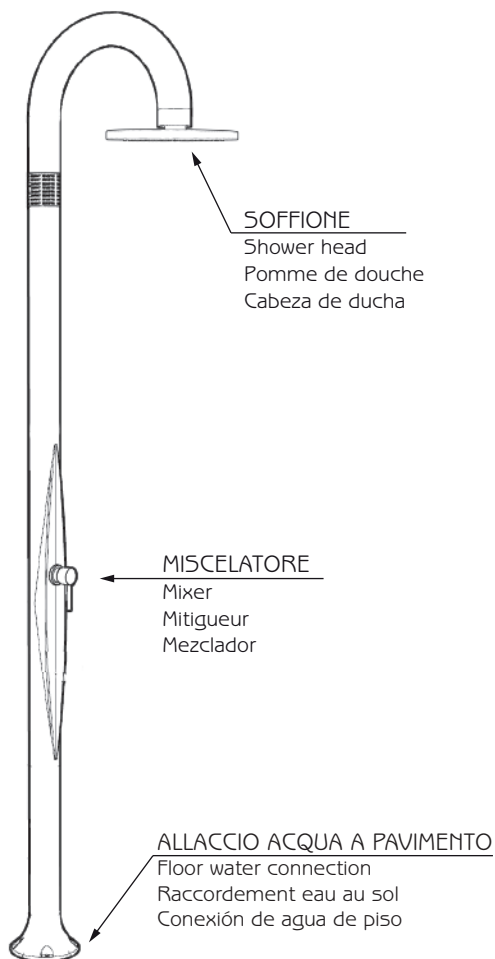 SOFFIONE
Shower head
Pomme de douche
Cabeza de ducha
MISCELATORE
Mixer
Mitigueur
Mezclador
ALLACCIO ACQUA A PAVIMENTO
Floor water connection
Raccordement eau au sol
Conexión de agua de piso